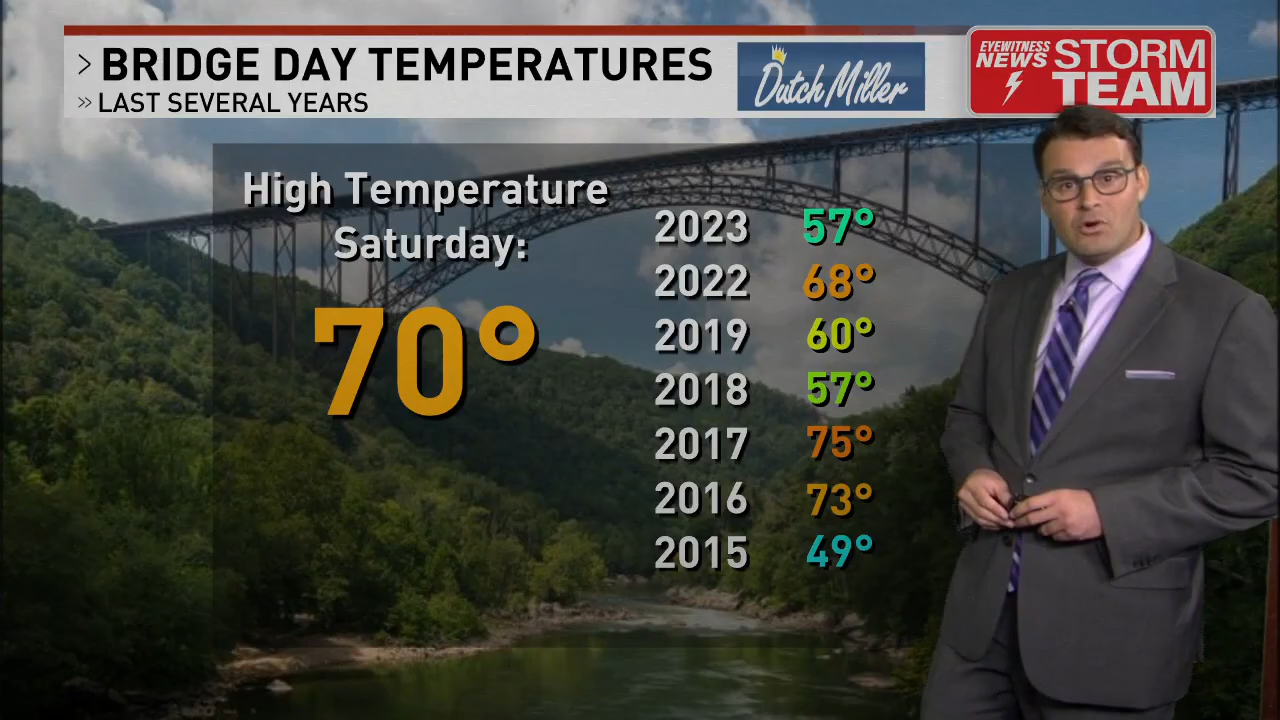 > BRIDGE DAY TEMPERATURES
» LAST SEVERAL YEARS
Dutch Miller
EYEWITNESS NEWS
STORM TEAM
High Temperature
Saturday:
70°
2023 57°
2022 68°
2019 60°
2018 57°
2017 75°
2016 73°
2015 49°